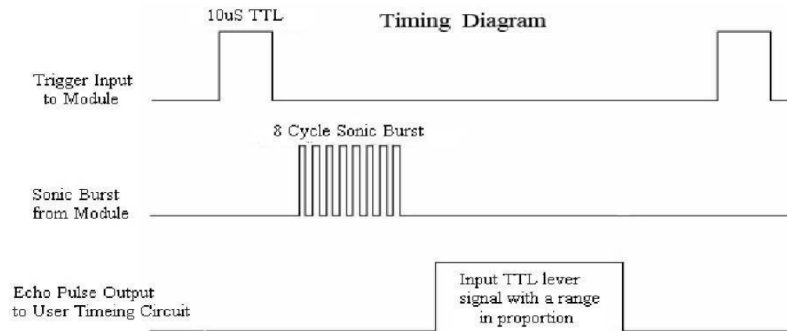 10uS TTL
Timing Diagram
Trigger Input
to Module
8 Cycle Sonic Burst
Sonic Burst
from Module
Echo Pulse Output
to User Timeing Circuit
Input TTL lever
signal with a range
in proportion